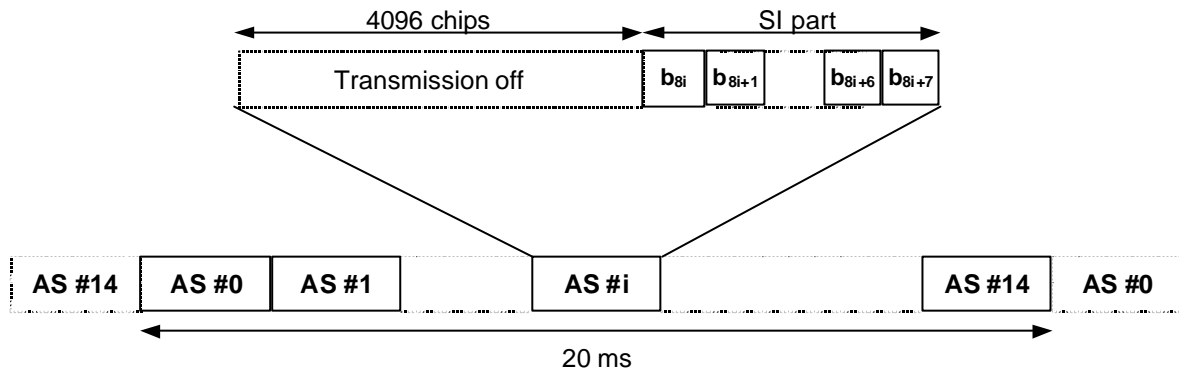 4096 chips SI part
Transmission off b8i b8i+1 b8i+6 b8i+7
AS #14 AS #0 AS #1 AS #i AS #14 AS #0
20 ms